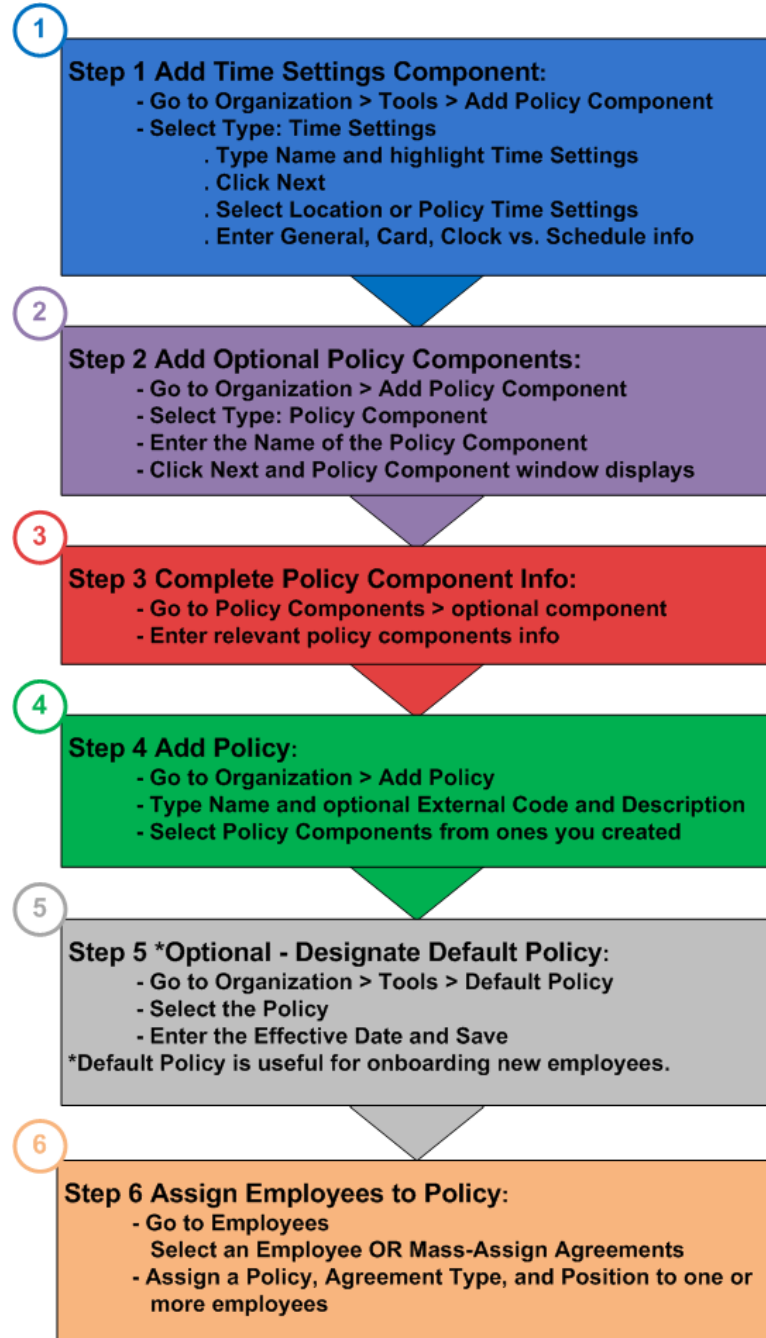 1
Step 1 Add Time Settings Component:
- Go to Organization > Tools > Add Policy Component
- Select Type: Time Settings
. Type Name and highlight Time Settings
. Click Next
. Select Location or Policy Time Settings
. Enter General, Card, Clock vs. Schedule info
2
Step 2 Add Optional Policy Components:
- Go to Organization > Add Policy Component
- Select Type: Policy Component
- Enter the Name of the Policy Component
- Click Next and Policy Component window displays
3
Step 3 Complete Policy Component Info:
- Go to Policy Components > optional component
- Enter relevant policy components info
4
Step 4 Add Policy:
- Go to Organization > Add Policy
- Type Name and optional External Code and Description
- Select Policy Components from ones you created
5
Step 5 *Optional - Designate Default Policy:
- Go to Organization > Tools > Default Policy
- Select the Policy
- Enter the Effective Date and Save
*Default Policy is useful for onboarding new employees.
6
Step 6 Assign Employees to Policy:
- Go to Employees
Select an Employee OR Mass-Assign Agreements
- Assign a Policy, Agreement Type, and Position to one or
more employees